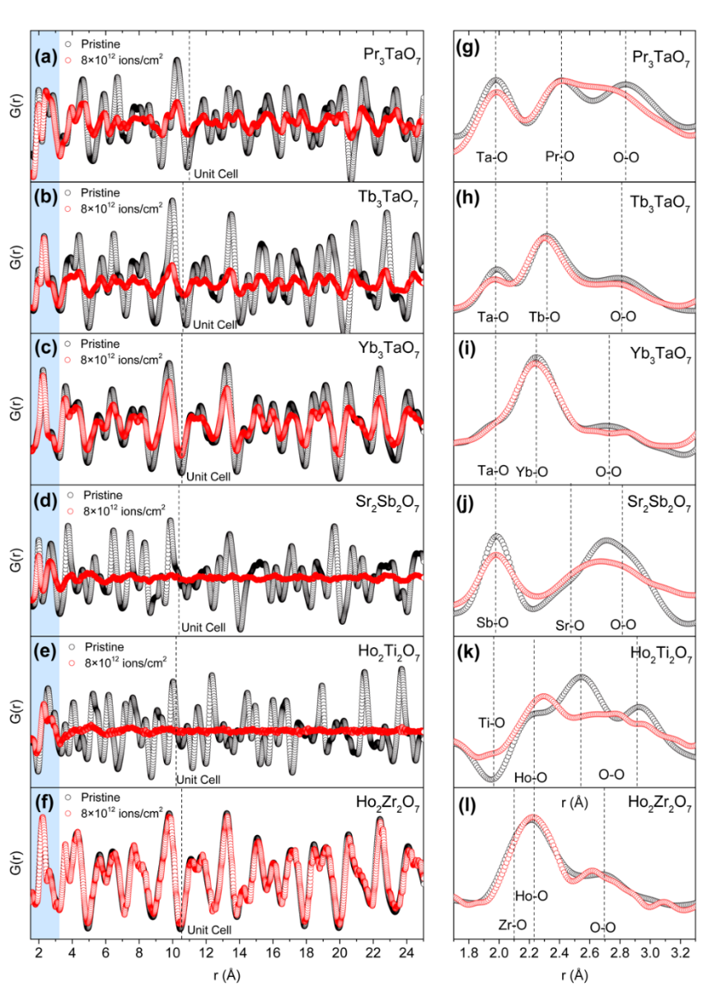 (a)
Pristine
8×10¹² ions/cm²
Pr₃TaO₇
G(r)
Unit Cell
(b)
Pristine
8×10¹² ions/cm²
Tb₃TaO₇
G(r)
Unit Cell
(c)
Pristine
8×10¹² ions/cm²
Yb₃TaO₇
G(r)
Unit Cell
(d)
Pristine
8×10¹² ions/cm²
Sr₂Sb₂O₇
G(r)
Unit Cell
(e)
Pristine
8×10¹² ions/cm²
Ho₂Ti₂O₇
G(r)
Unit Cell
(f)
Pristine
8×10¹² ions/cm²
Ho₂Zr₂O₇
G(r)
Unit Cell
2 4 6 8 10 12 14 16 18 20 22 24
r (Å)
(g)
Pr₃TaO₇
Ta-O Pr-O O-O
(h)
Tb₃TaO₇
Ta-O Tb-O O-O
(i)
Yb₃TaO₇
Ta-O Yb-O O-O
(j)
Sr₂Sb₂O₇
Sb-O Sr-O O-O
(k)
Ho₂Ti₂O₇
Ti-O
Ho-O O-O
r (Å)
(l)
Ho₂Zr₂O₇
Ho-O
Zr-O O-O
1.8 2.0 2.2 2.4 2.6 2.8 3.0 3.2
r (Å)